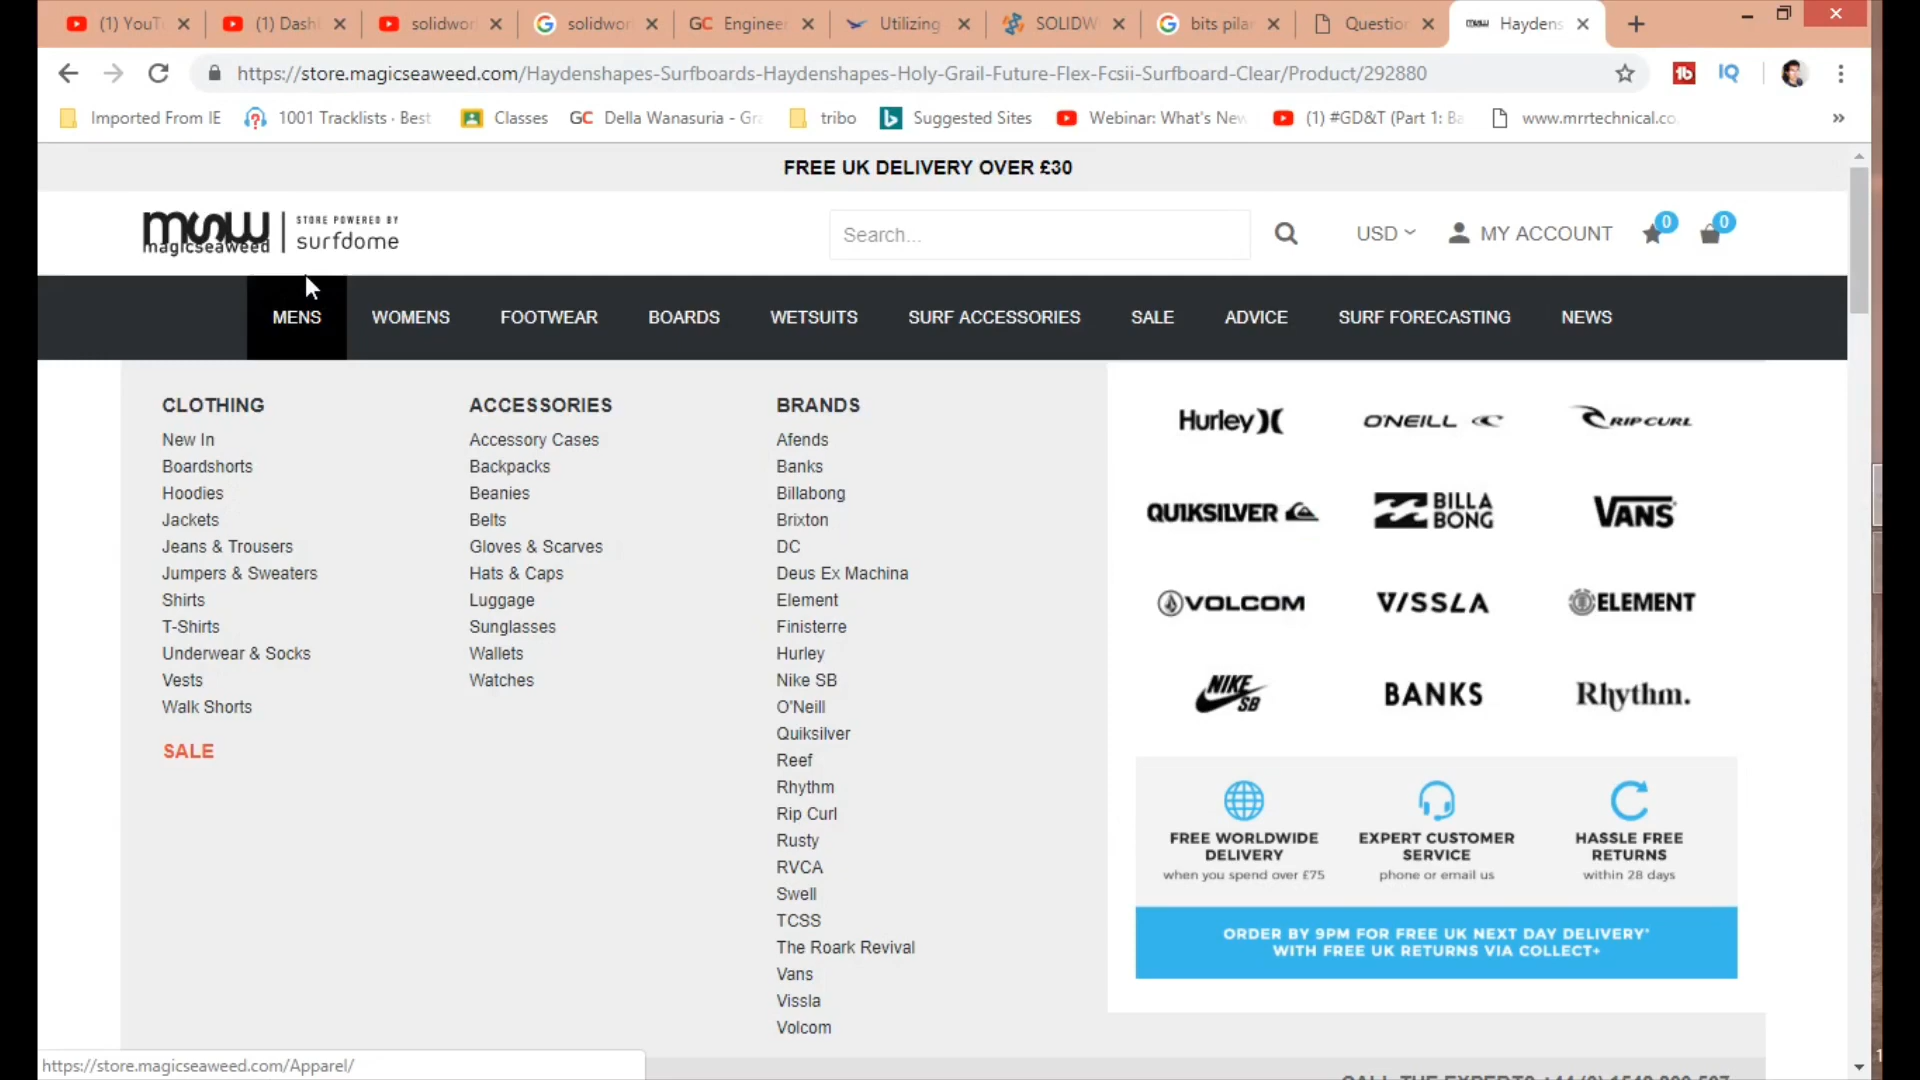 (1) YouT
(1) Dash
solidwor
solidwor
GC Enginee
Utilizing
SOLIDW
bits pila
Questio
Haydens
https://store.magicseaweed.com/Haydenshapes-Surfboards-Haydenshapes-Holy-Grail-Future-Flex-Fcsii-Surfboard-Clear/Product/292880
Imported From IE
1001 Tracklists · Best
Classes
GC Della Wanasuria - Gra
tribo
Suggested Sites
Webinar: What's New
(1) #GD&T (Part 1: Ba
www.mrrtechnical.co
»
FREE UK DELIVERY OVER £30
msw magicseaweed
STORE POWERED BY
surfdome
Search...
USD
MY ACCOUNT
0
0
MENS WOMENS FOOTWEAR BOARDS WETSUITS SURF ACCESSORIES SALE ADVICE SURF FORECASTING NEWS
CLOTHING
New In
Boardshorts
Hoodies
Jackets
Jeans & Trousers
Jumpers & Sweaters
Shirts
T-Shirts
Underwear & Socks
Vests
Walk Shorts
SALE
ACCESSORIES
Accessory Cases
Backpacks
Beanies
Belts
Gloves & Scarves
Hats & Caps
Luggage
Sunglasses
Wallets
Watches
BRANDS
Afends
Banks
Billabong
Brixton
DC
Deus Ex Machina
Element
Finisterre
Hurley
Nike SB
O'Neill
Quiksilver
Reef
Rhythm
Rip Curl
Rusty
RVCA
Swell
TCSS
The Roark Revival
Vans
Vissla
Volcom
Hurley
O'NEILL
RIP CURL
QUIKSILVER
BILLABONG
VANS
VOLCOM
VISSLA
ELEMENT
NIKE SB
BANKS
Rhythm.
FREE WORLDWIDE
DELIVERY
when you spend over £75
EXPERT CUSTOMER
SERVICE
phone or email us
HASSLE FREE
RETURNS
within 28 days
ORDER BY 9PM FOR FREE UK NEXT DAY DELIVERY*
WITH FREE UK RETURNS VIA COLLECT+
https://store.magicseaweed.com/Apparel/